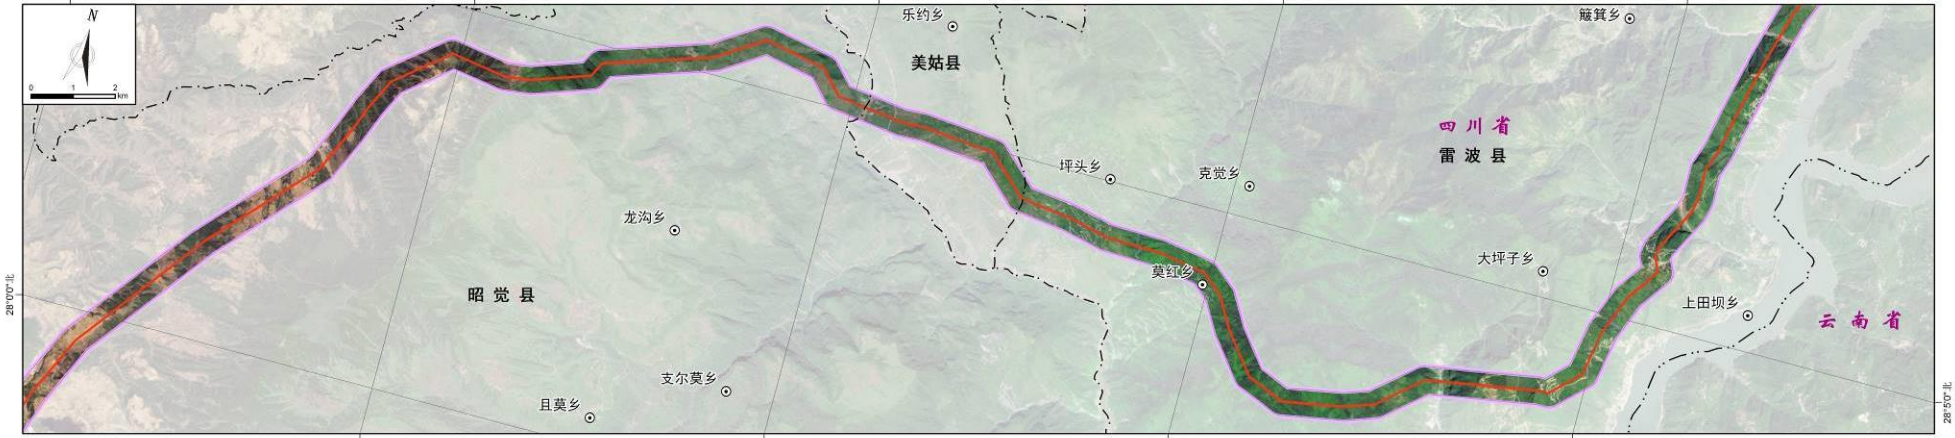 N
0 1 2
km
乐约乡
簸箕乡
美姑县
四川省
雷波县
坪头乡
克觉乡
龙沟乡
大坪子乡
莫红乡
昭觉县
上田坝乡
云南省
支尔莫乡
且莫乡
28°0'0"北
28°5'0"北